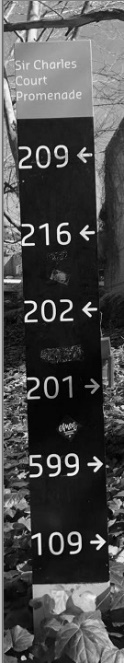 Sir Charles
Court
Promenade
209 ←
216 ←
202 ←
201 →
599 →
109 →